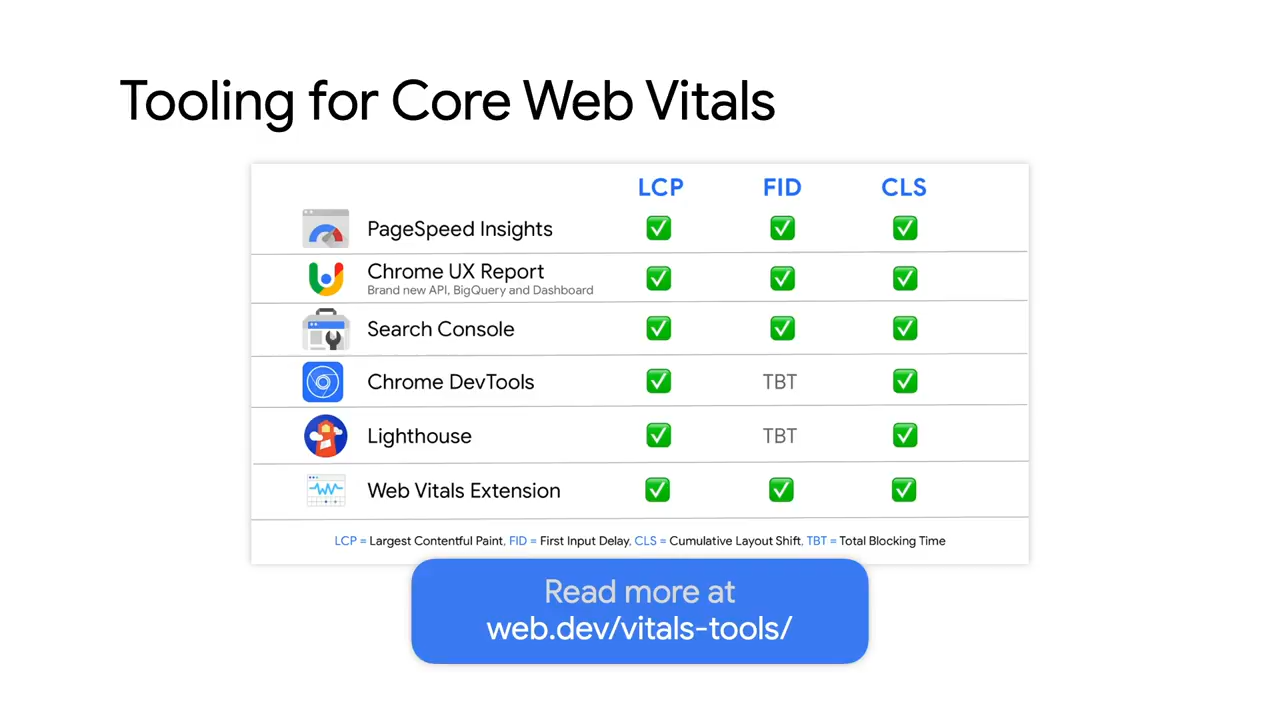 Tooling for Core Web Vitals
LCP FID CLS
PageSpeed Insights ✅ ✅ ✅
Chrome UX Report ✅ ✅ ✅
Brand new API, BigQuery and Dashboard
Search Console ✅ ✅ ✅
Chrome DevTools ✅ TBT ✅
Lighthouse ✅ TBT ✅
Web Vitals Extension ✅ ✅ ✅
LCP = Largest Contentful Paint, FID = First Input Delay, CLS = Cumulative Layout Shift, TBT = Total Blocking Time
Read more at
web.dev/vitals-tools/